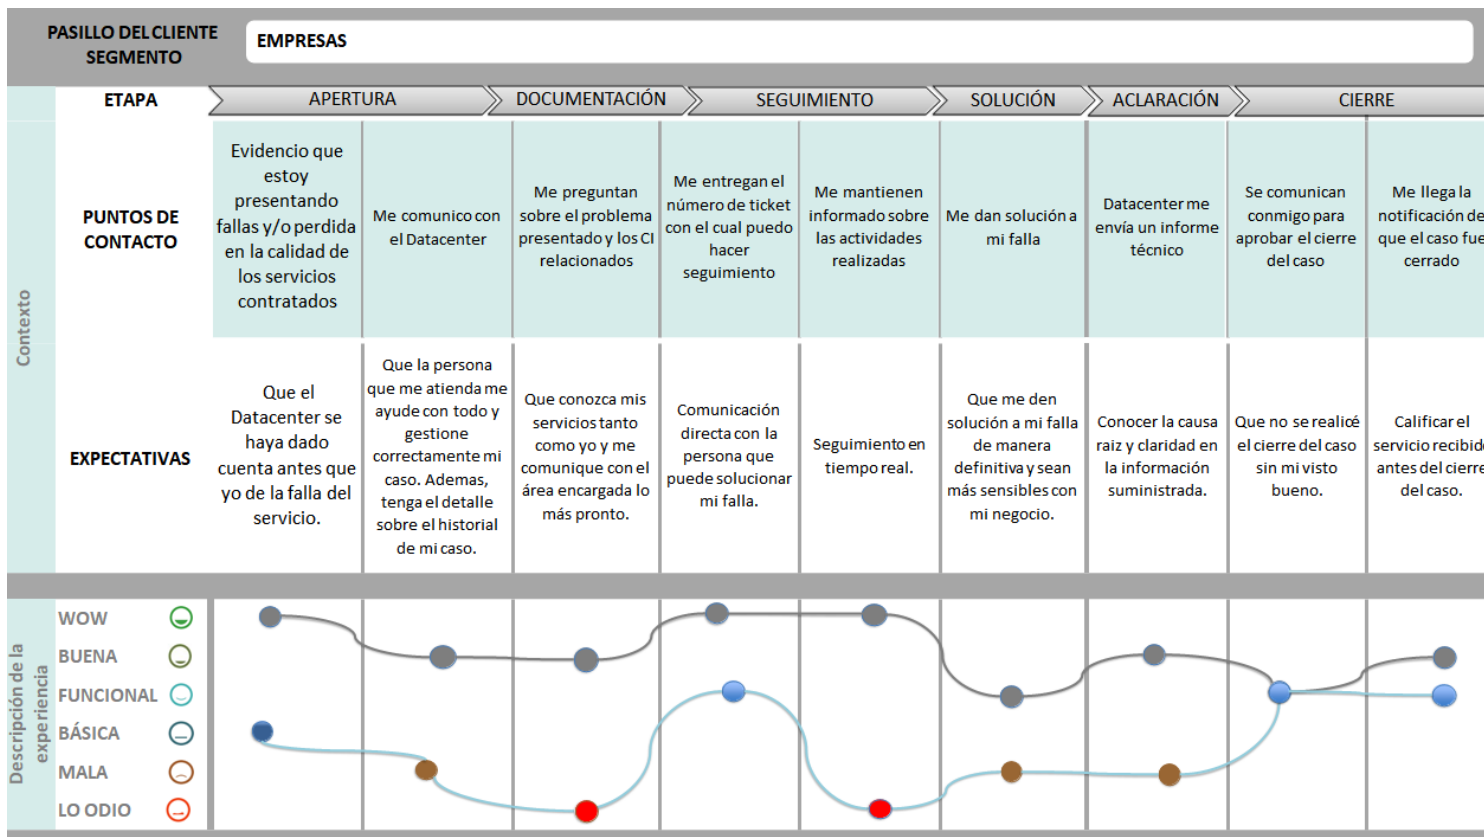 PASILLO DEL CLIENTE
SEGMENTO
EMPRESAS
ETAPA
APERTURA
DOCUMENTACIÓN
SEGUIMIENTO
SOLUCIÓN
ACLARACIÓN
CIERRE
Contexto
PUNTOS DE
CONTACTO
Evidencio que
estoy
presentando
fallas y/o perdida
en la calidad de
los servicios
contratados
Me comunico con
el Datacenter
Me preguntan
sobre el problema
presentado y los CI
relacionados
Me entregan el
número de ticket
con el cual puedo
hacer
seguimiento
Me mantienen
informado sobre
las actividades
realizadas
Me dan solución a
mi falla
Datacenter me
envía un informe
técnico
Se comunican
conmigo para
aprobar el cierre
del caso
Me llega la
notificación de
que el caso fue
cerrado
EXPECTATIVAS
Que el
Datacenter se
haya dado
cuenta antes que
yo de la falla del
servicio.
Que la persona
que me atienda me
ayude con todo y
gestione
correctamente mi
caso. Ademas,
tenga el detalle
sobre el historial
de mi caso.
Que conozca mis
servicios tanto
como yo y me
comunique con el
área encargada lo
más pronto.
Comunicación
directa con la
persona que
puede solucionar
mi falla.
Seguimiento en
tiempo real.
Que me den
solución a mi falla
de manera
definitiva y sean
más sensibles con
mi negocio.
Conocer la causa
raiz y claridad en
la información
suministrada.
Que no se realicé
el cierre del caso
sin mi visto
bueno.
Calificar el
servicio recibido
antes del cierre
del caso.
Descripción de la
experiencia
WOW
BUENA
FUNCIONAL
BÁSICA
MALA
LO ODIO